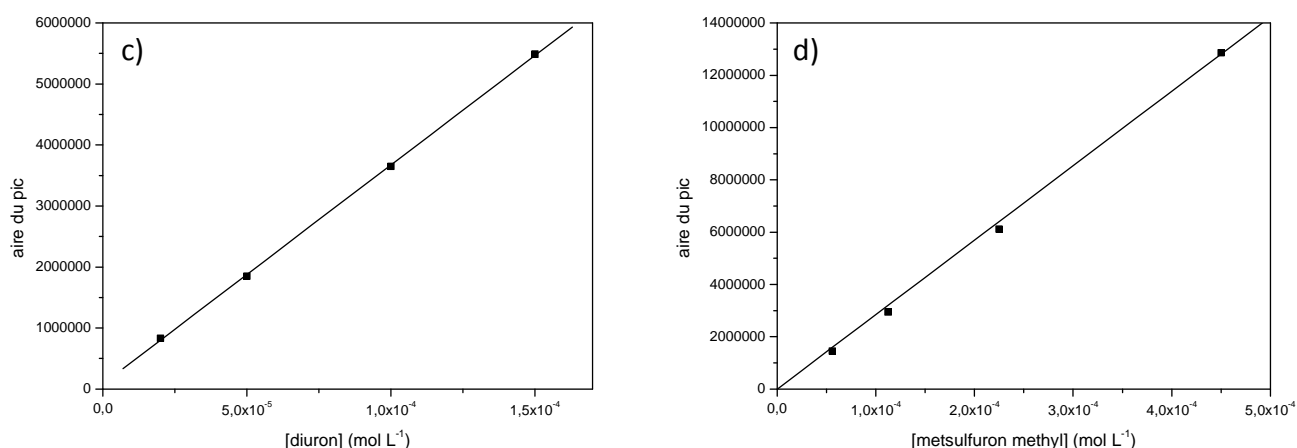 c)
6000000
5000000
4000000
3000000
2000000
1000000
0
aire du pic
0,0
5,0x10⁻⁵
1,0x10⁻⁴
1,5x10⁻⁴
[diuron] (mol L⁻¹)
d)
14000000
12000000
10000000
8000000
6000000
4000000
2000000
0
aire du pic
0,0
1,0x10⁻⁴
2,0x10⁻⁴
3,0x10⁻⁴
4,0x10⁻⁴
5,0x10⁻⁴
[metsulfuron methyl] (mol L⁻¹)